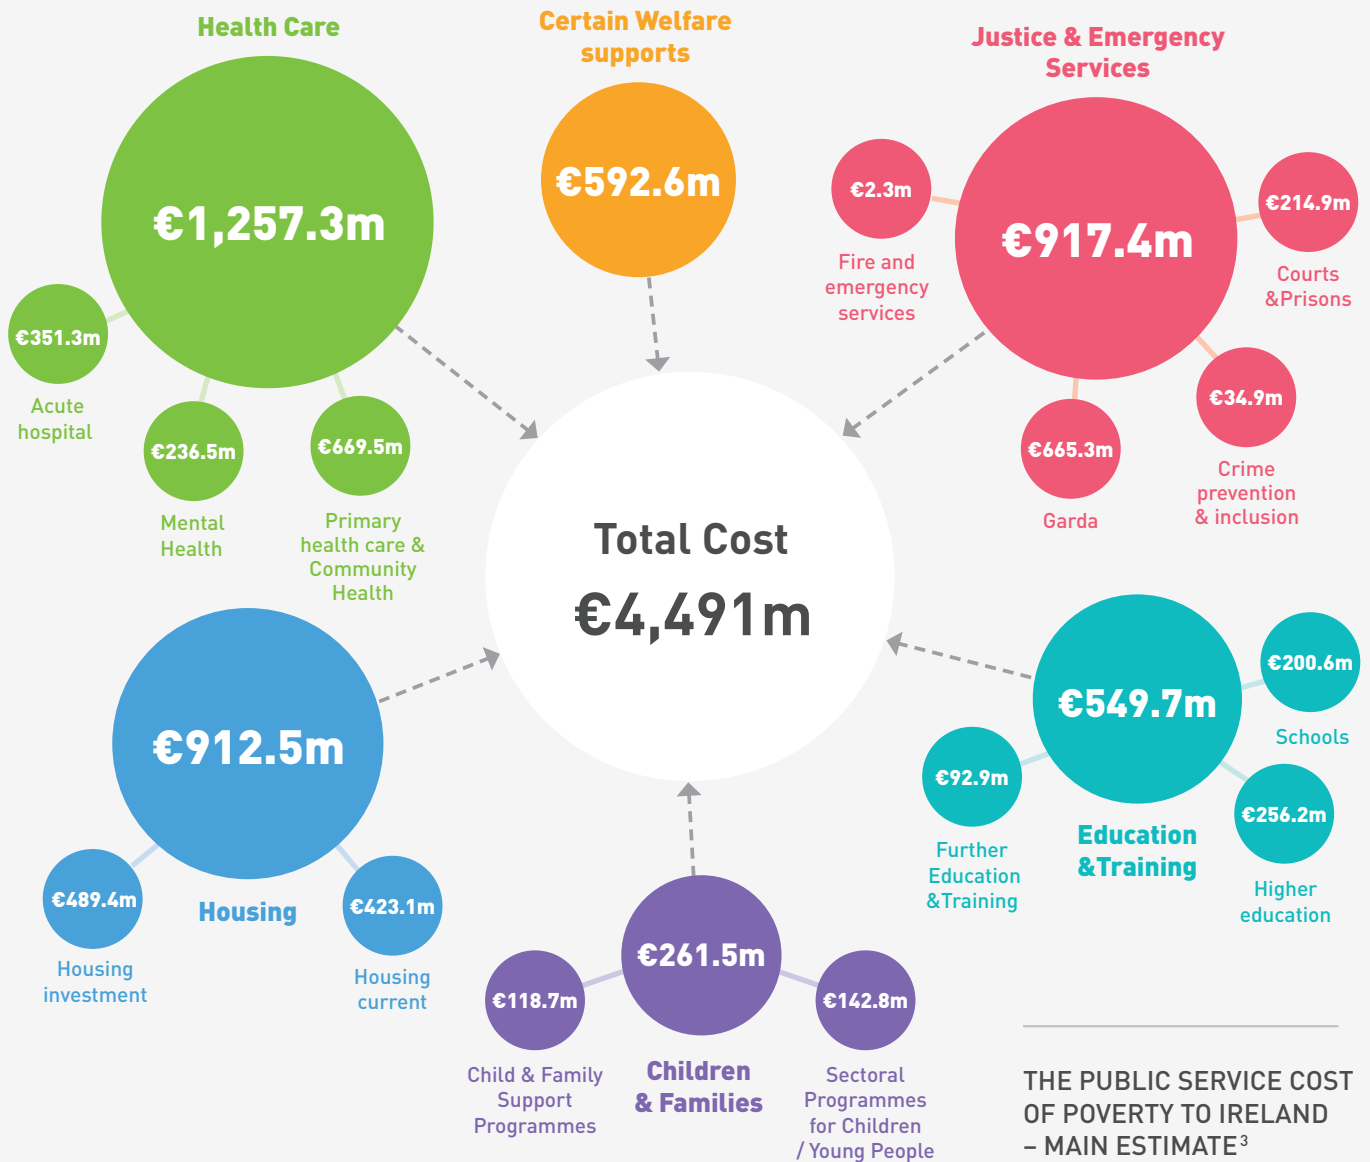 Health Care
€1,257.3m
€351.3m
Acute
hospital
€236.5m
Mental
Health
€669.5m
Primary
health care &
Community
Health
Certain Welfare
supports
€592.6m
Justice & Emergency
Services
€917.4m
€2.3m
Fire and
emergency
services
€214.9m
Courts
&Prisons
€34.9m
Crime
prevention
& inclusion
€665.3m
Garda
Total Cost
€4,491m
€912.5m
Housing
€489.4m
Housing
investment
€423.1m
Housing
current
€261.5m
Children
& Families
€118.7m
Child & Family
Support
Programmes
€142.8m
Sectoral
Programmes
for Children
/ Young People
€549.7m
Education
&Training
€200.6m
Schools
€92.9m
Further
Education
&Training
€256.2m
Higher
education
THE PUBLIC SERVICE COST
OF POVERTY TO IRELAND
– MAIN ESTIMATE³